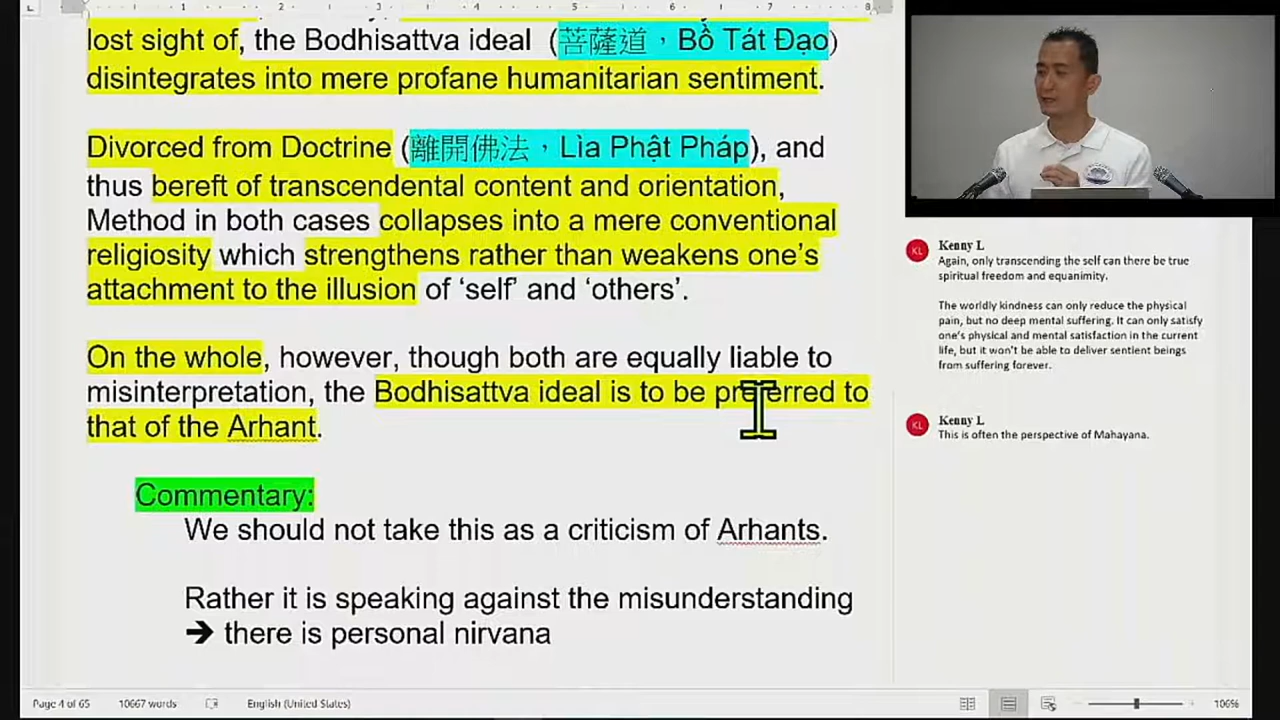 lost sight of, the Bodhisattva ideal (菩薩道，Bồ Tát Đạo)
disintegrates into mere profane humanitarian sentiment.
Divorced from Doctrine (離開佛法，Lìa Phật Pháp), and
thus bereft of transcendental content and orientation,
Method in both cases collapses into a mere conventional
religiosity which strengthens rather than weakens one’s
attachment to the illusion of ‘self’ and ‘others’.
On the whole, however, though both are equally liable to
misinterpretation, the Bodhisattva ideal is to be preferred to
that of the Arhant.
Commentary:
We should not take this as a criticism of Arhants.
Rather it is speaking against the misunderstanding
➔ there is personal nirvana
KL Kenny L
Again, only transcending the self can there be true
spiritual freedom and equanimity.
The worldly kindness can only reduce the physical
pain, but no deep mental suffering. It can only satisfy
one's physical and mental satisfaction in the current
life, but it won't be able to deliver sentient beings
from suffering forever.
KL Kenny L
This is often the perspective of Mahayana.
Page 4 of 65 10667 words English (United States) 106%